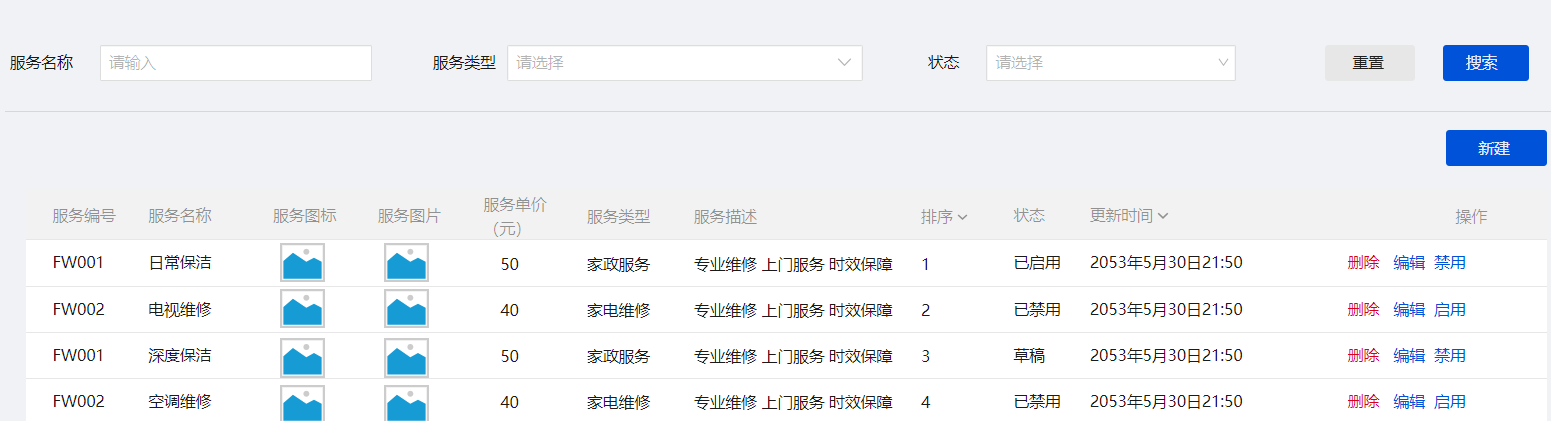 服务名称 请输入 服务类型 请选择 状态 请选择 重置 搜索
新建
服务编号 服务名称 服务图标 服务图片 服务单价 (元) 服务类型 服务描述 排序 状态 更新时间 操作
FW001 日常保洁 50 家政服务 专业维修 上门服务 时效保障 1 已启用 2053年5月30日21:50 删除 编辑 禁用
FW002 电视维修 40 家电维修 专业维修 上门服务 时效保障 2 已禁用 2053年5月30日21:50 删除 编辑 启用
FW001 深度保洁 50 家政服务 专业维修 上门服务 时效保障 3 草稿 2053年5月30日21:50 删除 编辑 禁用
FW002 空调维修 40 家电维修 专业维修 上门服务 时效保障 4 已禁用 2053年5月30日21:50 删除 编辑 启用